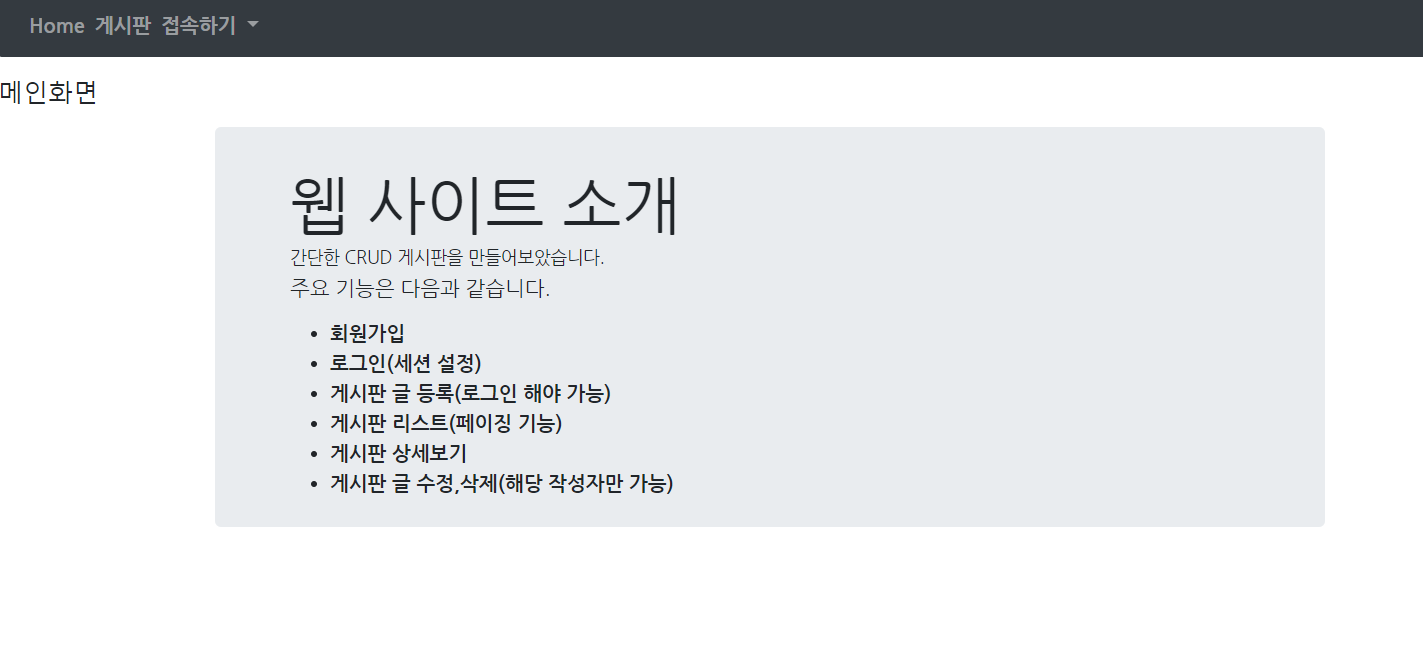 Home 게시판 접속하기
메인화면
웹 사이트 소개
간단한 CRUD 게시판을 만들어보았습니다.
주요 기능은 다음과 같습니다.
• 회원가입
• 로그인(세션 설정)
• 게시판 글 등록(로그인 해야 가능)
• 게시판 리스트(페이징 기능)
• 게시판 상세보기
• 게시판 글 수정,삭제(해당 작성자만 가능)